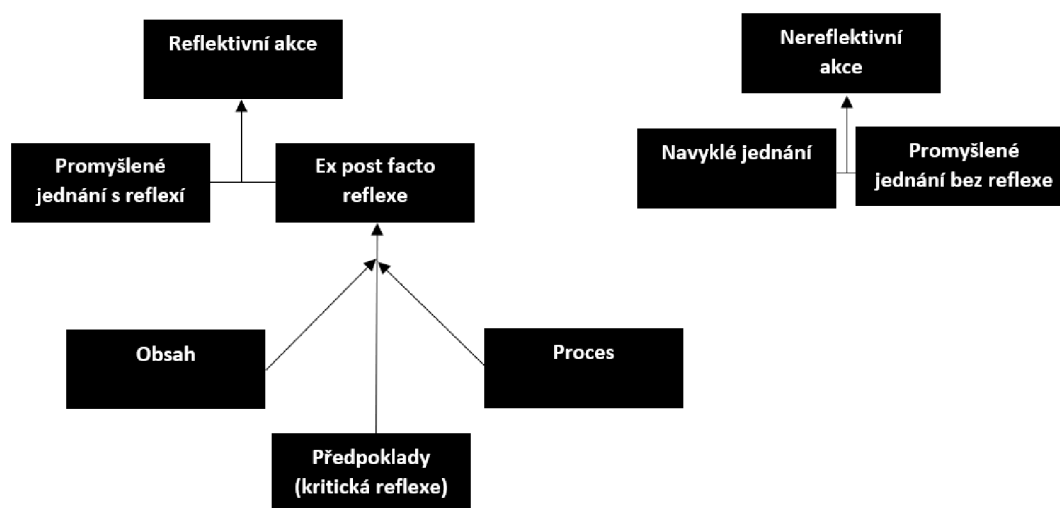 Reflektivní akce
Nereflektivní
akce
Promyšlené
jednání s reflexí
Ex post facto
reflexe
Navyklé jednání
Promyšlené
jednání bez reflexe
Obsah
Proces
Předpoklady
(kritická reflexe)